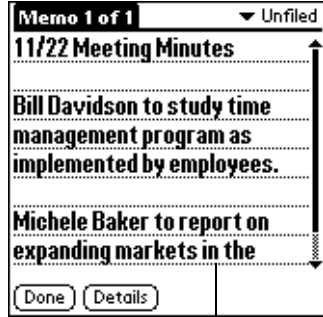 Memo 1 of 1
Unfiled
11/22 Meeting Minutes
Bill Davidson to study time
management program as
implemented by employees.
Michele Baker to report on
expanding markets in the
Done
Details